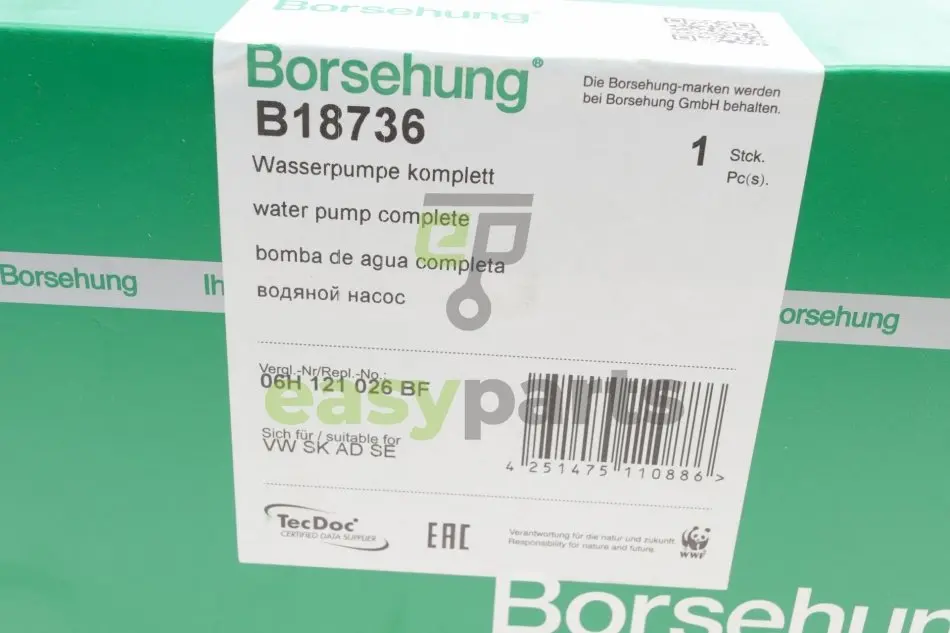 Borsehung
Borsehung®
B18736
Die Borsehung-marken werden
bei Borsehung GmbH behalten.
1 Stck.
Pc(s).
Wasserpumpe komplett
water pump complete
bomba de agua completa
водяной насос
ep
Borsehung
Ih
orsehung
Vergl.-Nr/Repl.-No.:
06H 121 026 BF
easyparts
Sich für / suitable for
VW SK AD SE
4 251475 110886 >
TecDoc
CERTIFIED DATA SUPPLIER
EAC
Verantwortung für die natur und zukunft.
Responsibility for nature and future.
WWF
Borsehun